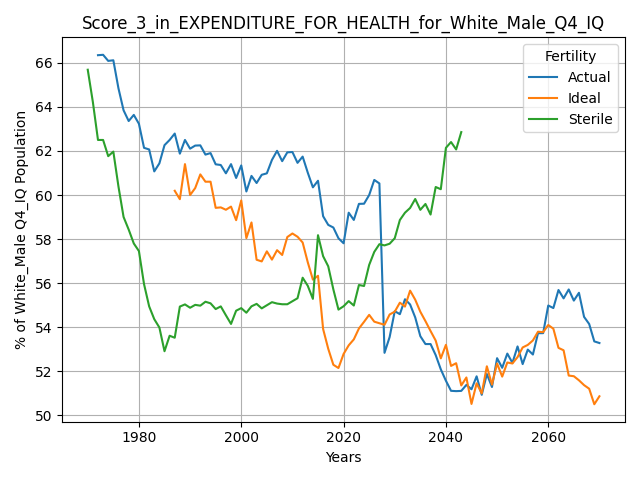 Score_3_in_EXPENDITURE_FOR_HEALTH_for_White_Male_Q4_IQ
Fertility
Actual
Ideal
Sterile
% of White_Male Q4_IQ Population
66
64
62
60
58
56
54
52
50
1980
2000
2020
2040
2060
Years